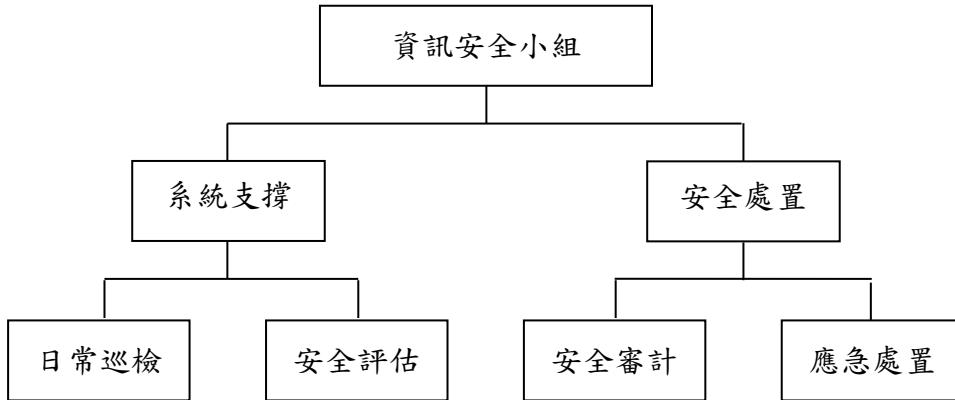 資訊安全小組
系統支撐
安全處置
日常巡檢
安全評估
安全審計
應急處置